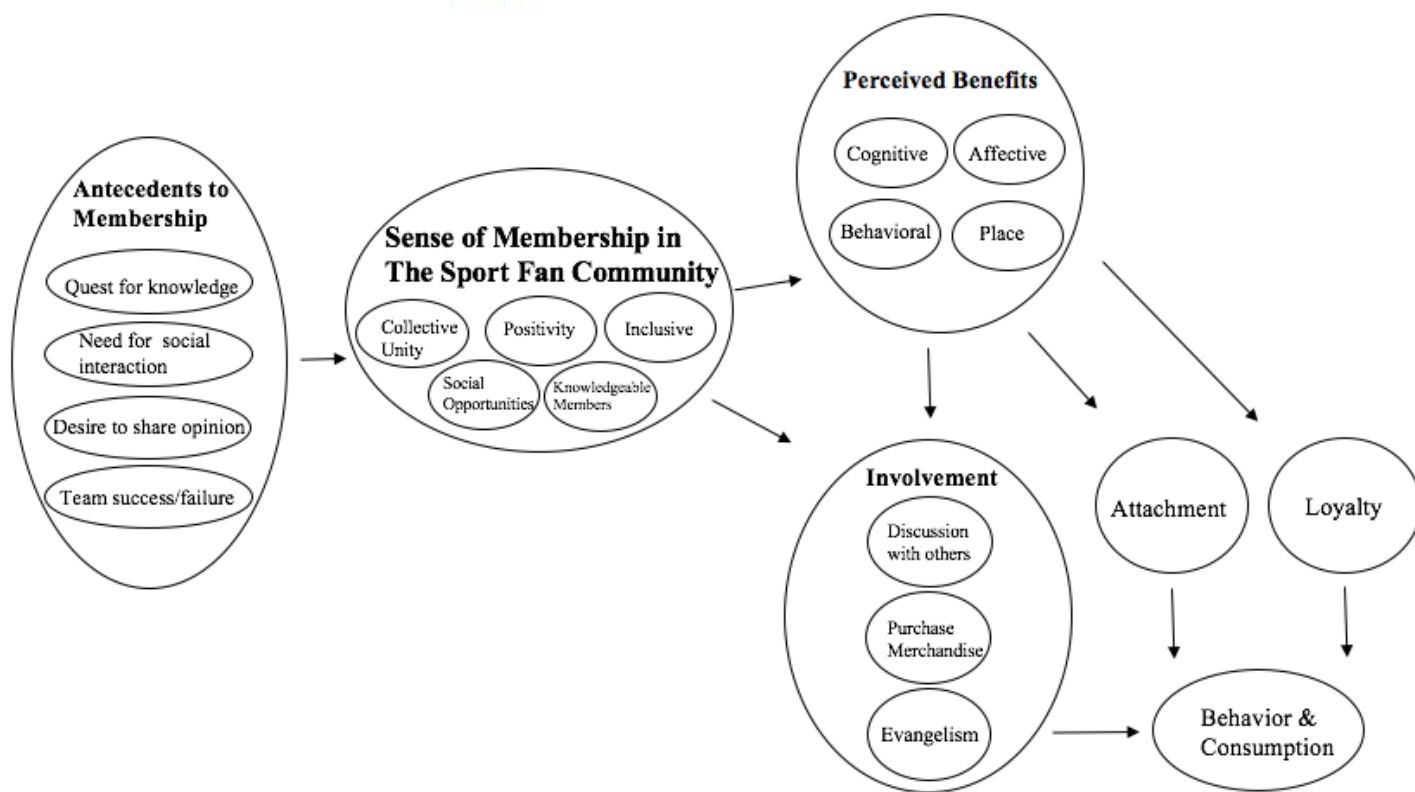 Antecedents to
Membership
Quest for knowledge
Need for social
interaction
Desire to share opinion
Team success/failure
Sense of Membership in
The Sport Fan Community
Collective
Unity
Positivity
Inclusive
Social
Opportunities
Knowledgeable
Members
Perceived Benefits
Cognitive
Affective
Behavioral
Place
Involvement
Discussion
with others
Purchase
Merchandise
Evangelism
Attachment
Loyalty
Behavior &
Consumption